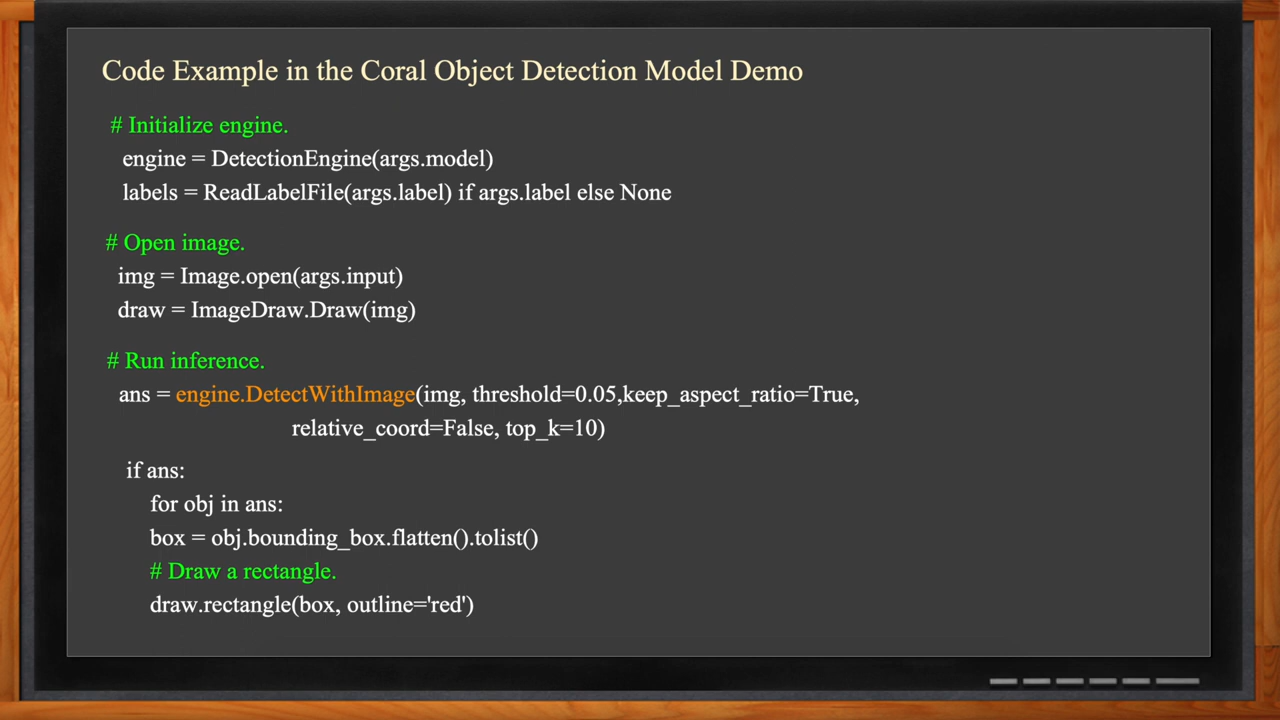 Code Example in the Coral Object Detection Model Demo
# Initialize engine.
engine = DetectionEngine(args.model)
labels = ReadLabelFile(args.label) if args.label else None
# Open image.
img = Image.open(args.input)
draw = ImageDraw.Draw(img)
# Run inference.
ans = engine.DetectWithImage(img, threshold=0.05,keep_aspect_ratio=True,
relative_coord=False, top_k=10)
if ans:
for obj in ans:
box = obj.bounding_box.flatten().tolist()
# Draw a rectangle.
draw.rectangle(box, outline='red')